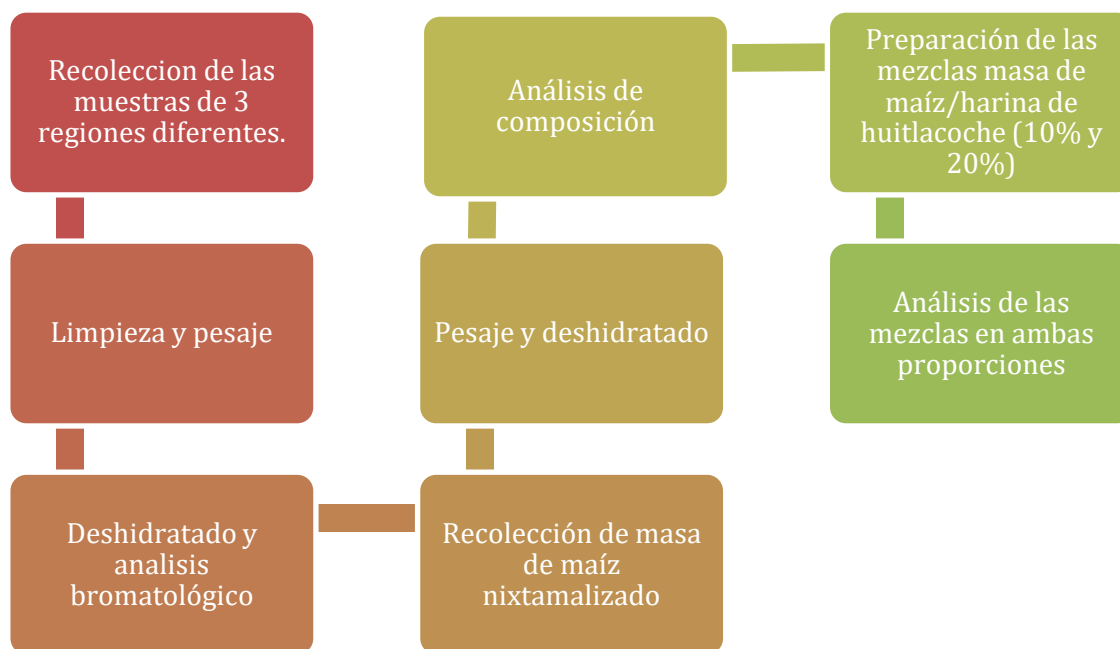 Recoleccion de las
muestras de 3
regiones diferentes.
Limpieza y pesaje
Deshidratado y
analisis
bromatológico
Recolección de masa
de maíz
nixtamalizado
Pesaje y deshidratado
Análisis de
composición
Preparación de las
mezclas masa de
maíz/harina de
huitlacoche (10% y
20%)
Análisis de las
mezclas en ambas
proporciones